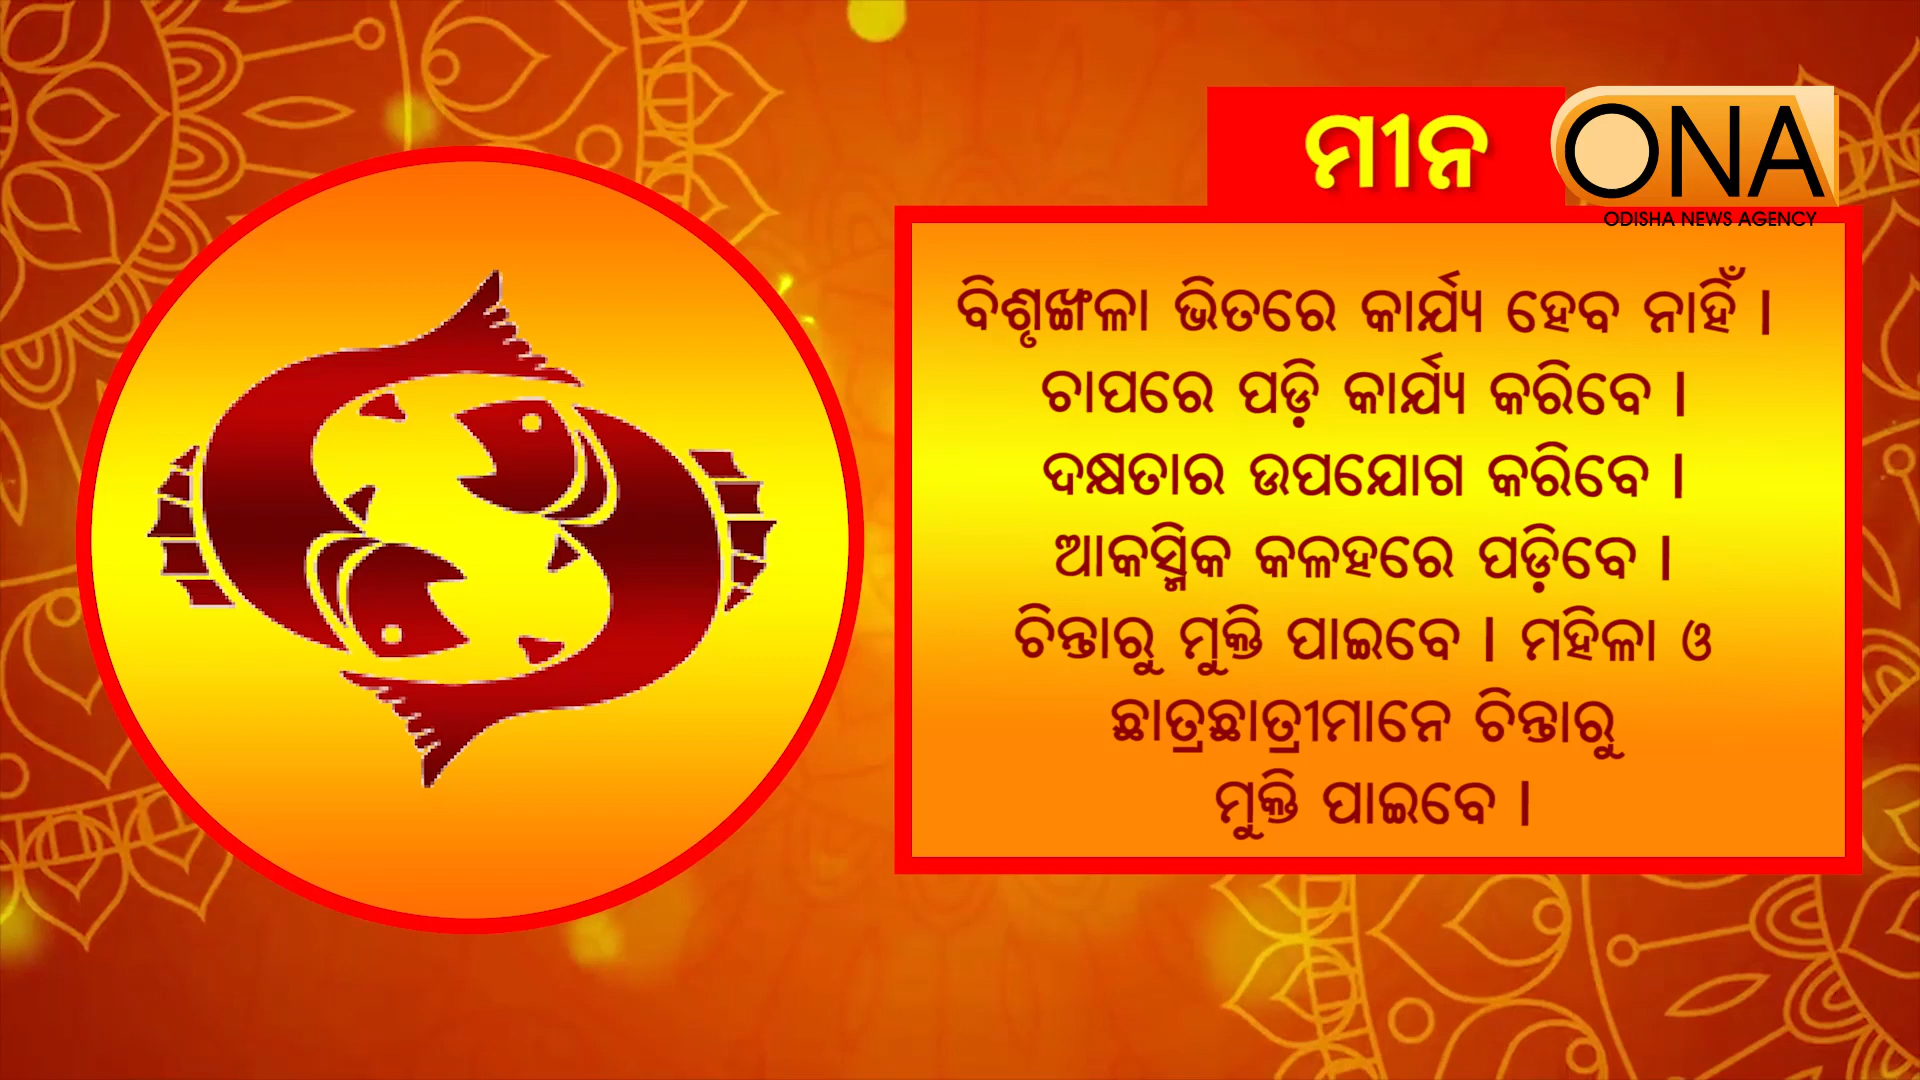 ମୀନ
ONA
ODISHA NEWS AGENCY
ବିଶୃଙ୍ଖଳା ଭିତରେ କାର୍ଯ୍ୟ ହେବ ନାହିଁ ।
ଚାପରେ ପଡ଼ି କାର୍ଯ୍ୟ କରିବେ ।
ଦକ୍ଷତାର ଉପଯୋଗ କରିବେ ।
ଆକସ୍ମିକ କଳହରେ ପଡ଼ିବେ ।
ଚିନ୍ତାରୁ ମୁକ୍ତି ପାଇବେ । ମହିଳା ଓ
ଛାତ୍ରଛାତ୍ରୀମାନେ ଚିନ୍ତାରୁ
ମୁକ୍ତି ପାଇବେ ।